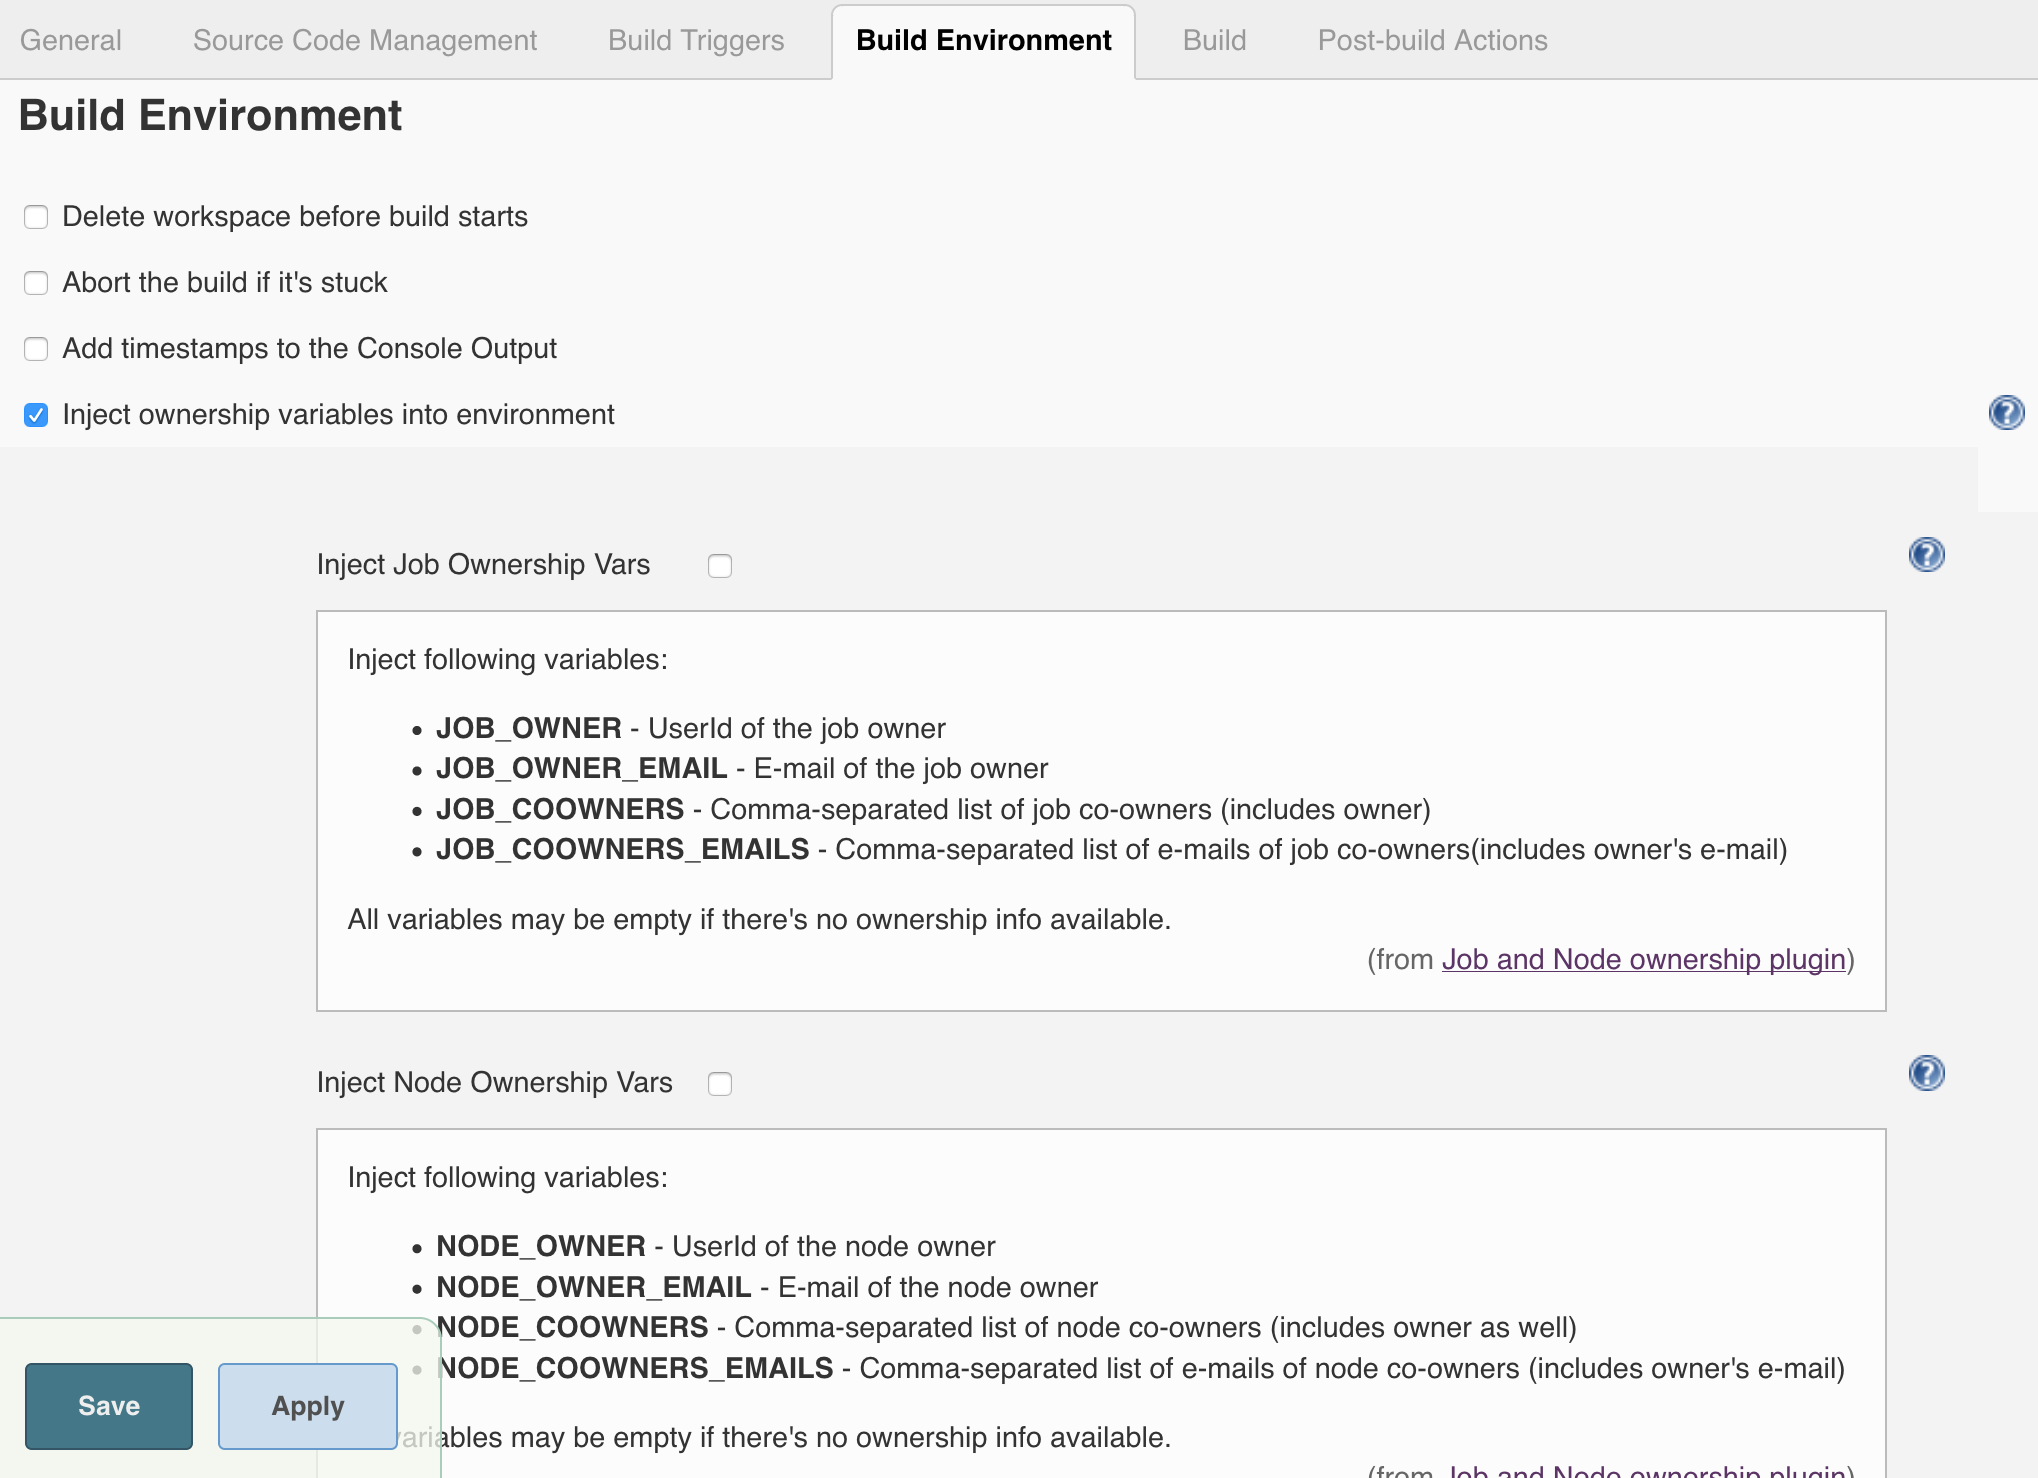 General Source Code Management Build Triggers Build Environment Build Post-build Actions
Build Environment
Delete workspace before build starts
Abort the build if it's stuck
Add timestamps to the Console Output
Inject ownership variables into environment
Inject Job Ownership Vars
Inject following variables:
• JOB_OWNER - UserId of the job owner
• JOB_OWNER_EMAIL - E-mail of the job owner
• JOB_COOWNERS - Comma-separated list of job co-owners (includes owner)
• JOB_COOWNERS_EMAILS - Comma-separated list of e-mails of job co-owners(includes owner's e-mail)
All variables may be empty if there's no ownership info available.
(from Job and Node ownership plugin)
Inject Node Ownership Vars
Inject following variables:
• NODE_OWNER - UserId of the node owner
• NODE_OWNER_EMAIL - E-mail of the node owner
• NODE_COOWNERS - Comma-separated list of node co-owners (includes owner as well)
• NODE_COOWNERS_EMAILS - Comma-separated list of e-mails of node co-owners (includes owner's e-mail)
Save Apply
variables may be empty if there's no ownership info available.
(from Job and Node ownership plugin)